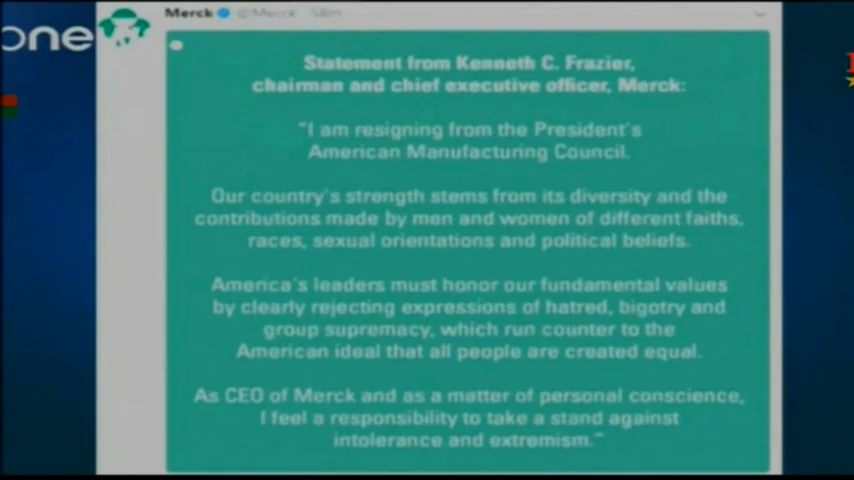 one
Merck @Merck
Statement from Kenneth C. Frazier,
chairman and chief executive officer, Merck:
"I am resigning from the President's
American Manufacturing Council.
Our country's strength stems from its diversity and the
contributions made by men and women of different faiths,
races, sexual orientations and political beliefs.
America's leaders must honor our fundamental values
by clearly rejecting expressions of hatred, bigotry and
group supremacy, which run counter to the
American ideal that all people are created equal.
As CEO of Merck and as a matter of personal conscience,
I feel a responsibility to take a stand against
intolerance and extremism."